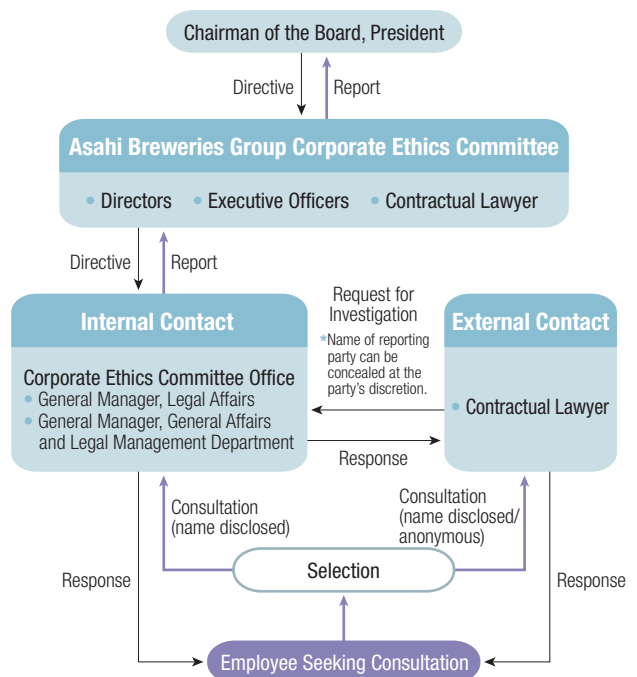 Chairman of the Board, President
Directive
Report
Asahi Breweries Group Corporate Ethics Committee
• Directors • Executive Officers • Contractual Lawyer
Directive
Report
Internal Contact
Corporate Ethics Committee Office
• General Manager, Legal Affairs
• General Manager, General Affairs
and Legal Management Department
Request for
Investigation
*Name of reporting
party can be
concealed at the
party's discretion.
Response
External Contact
• Contractual Lawyer
Consultation
(name disclosed)
Consultation
(name disclosed/
anonymous)
Selection
Response
Response
Employee Seeking Consultation